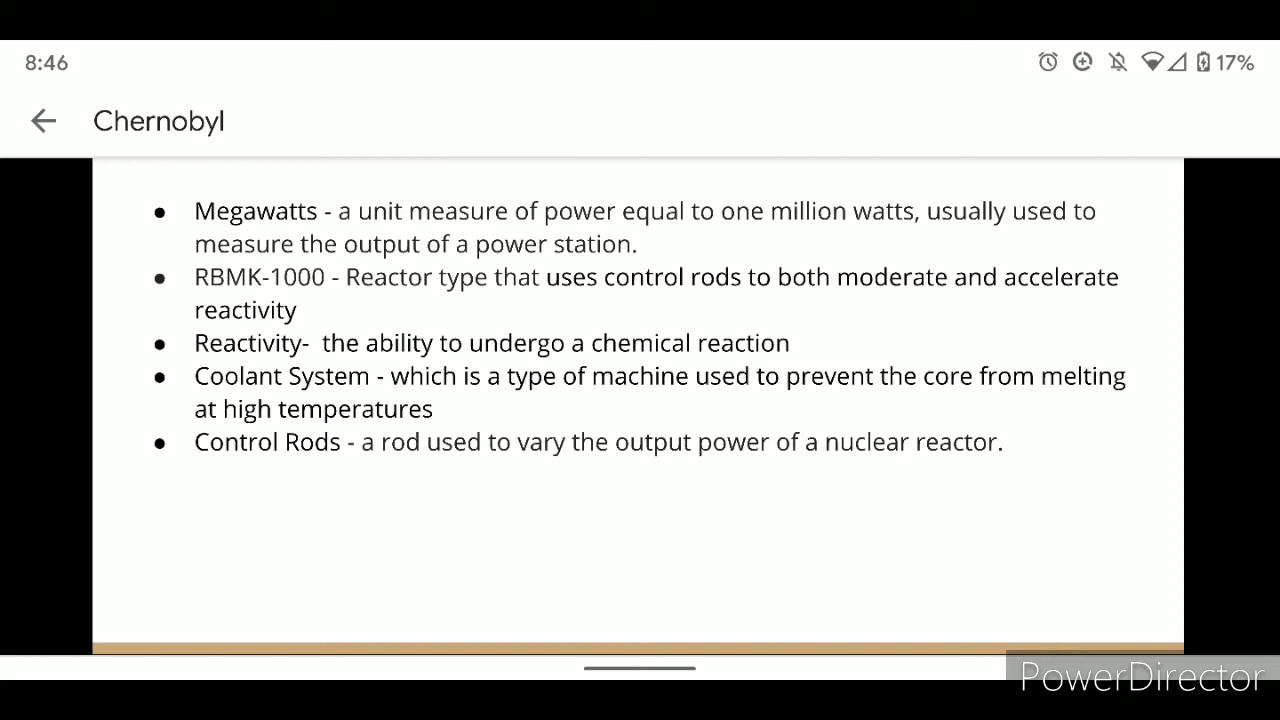 8:46
17%
Chernobyl
● Megawatts - a unit measure of power equal to one million watts, usually used to
measure the output of a power station.
● RBMK-1000 - Reactor type that uses control rods to both moderate and accelerate
reactivity
● Reactivity-  the ability to undergo a chemical reaction
● Coolant System - which is a type of machine used to prevent the core from melting
at high temperatures
● Control Rods - a rod used to vary the output power of a nuclear reactor.
PowerDirector